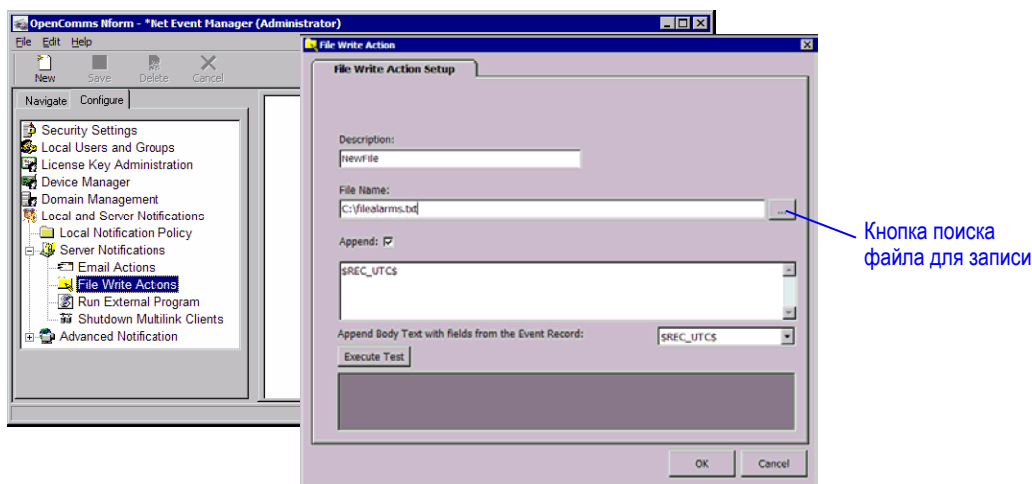 OpenComms Nform - *Net Event Manager (Administrator)
File Edit Help
New Save Delete Cancel
Navigate Configure
Security Settings
Local Users and Groups
License Key Administration
Device Manager
Domain Management
Local and Server Notifications
Local Notification Policy
Server Notifications
Email Actions
File Write Actions
Run External Program
Shutdown Multilink Clients
Advanced Notification
File Write Action
File Write Action Setup
Description:
NewFile
File Name:
C:\filealarms.txt
...
Append:
$REC_UTC$
Append Body Text with fields from the Event Record:
$REC_UTC$
Execute Test
OK Cancel
Кнопка поиска
файла для записи